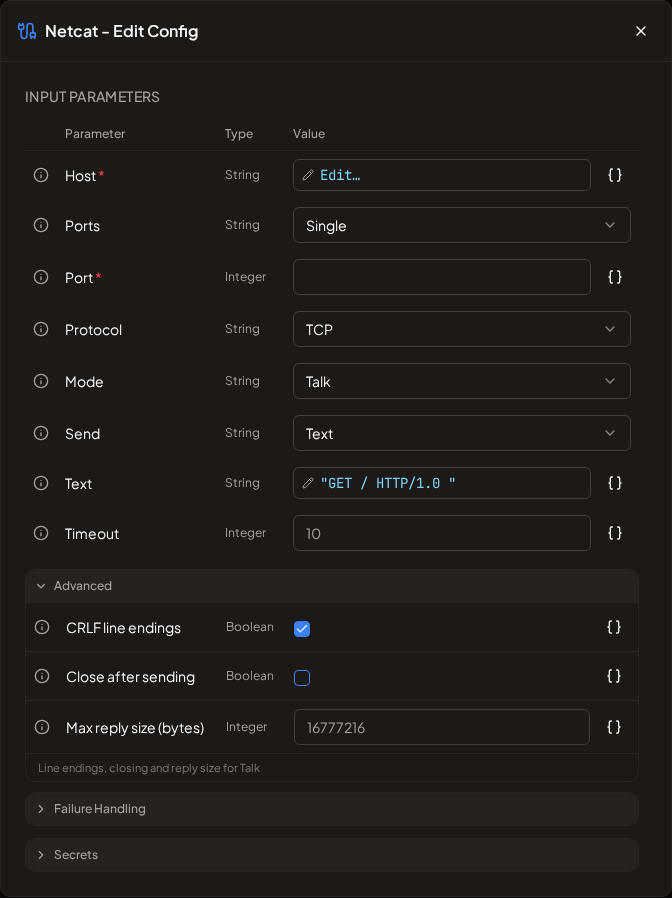 Netcat - Edit Config
INPUT PARAMETERS
Parameter Type Value
Host * String Edit… {}
Ports String Single
Port * Integer {}
Protocol String TCP
Mode String Talk
Send String Text
Text String "GET / HTTP/1.0 " {}
Timeout Integer 10 {}
Advanced
CRLF line endings Boolean {}
Close after sending Boolean {}
Max reply size (bytes) Integer 16777216 {}
Line endings, closing and reply size for Talk
Failure Handling
Secrets